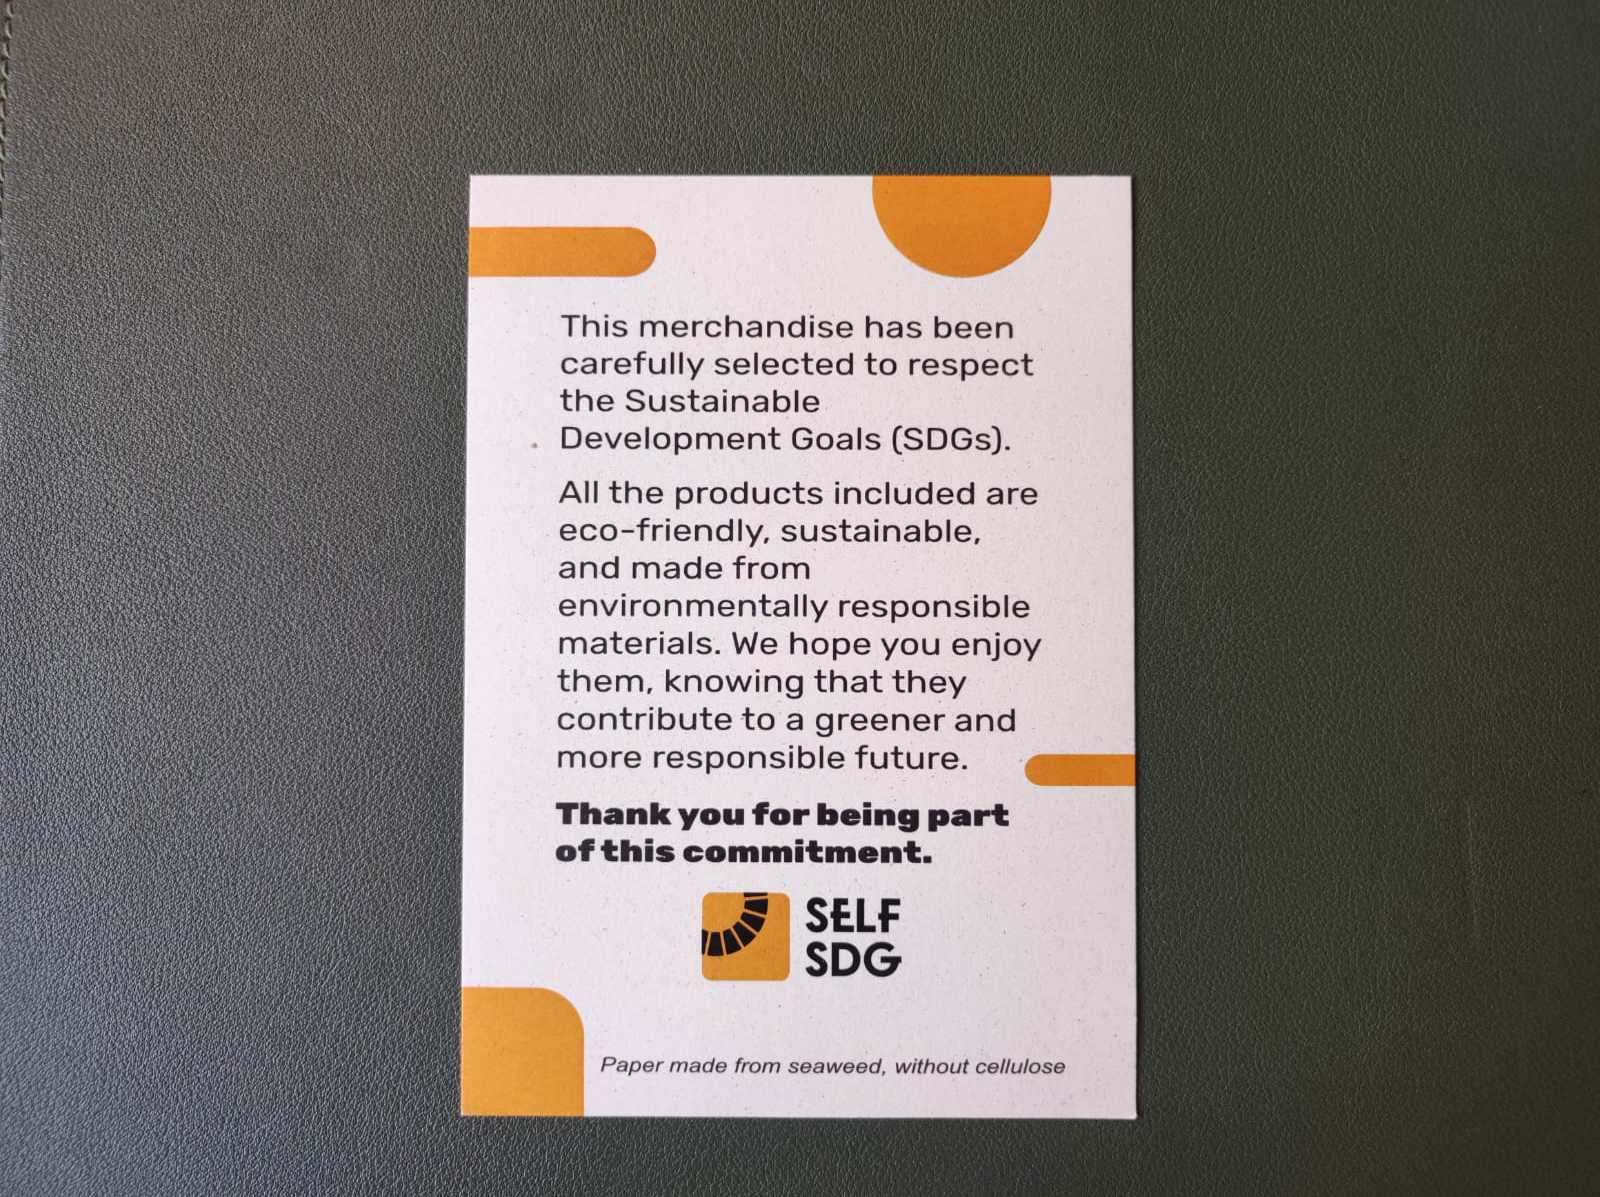 This merchandise has been
carefully selected to respect
the Sustainable
Development Goals (SDGs).
All the products included are
eco-friendly, sustainable,
and made from
environmentally responsible
materials. We hope you enjoy
them, knowing that they
contribute to a greener and
more responsible future.
Thank you for being part
of this commitment.
SELF
SDG
Paper made from seaweed, without cellulose